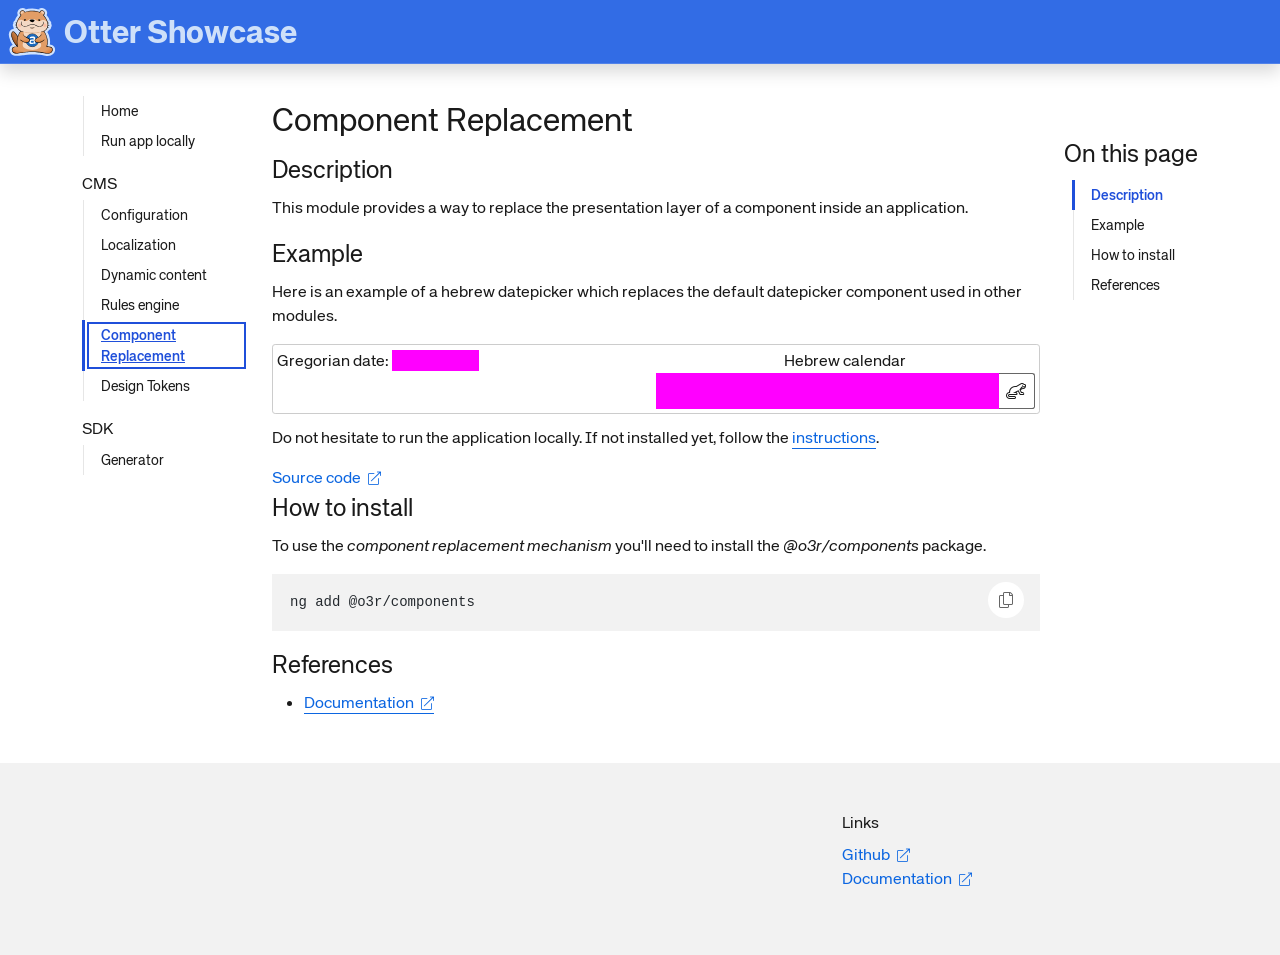 Otter Showcase
Home
Run app locally
CMS
Configuration
Localization
Dynamic content
Rules engine
Component
Replacement
Design Tokens
SDK
Generator
Component Replacement
Description
This module provides a way to replace the presentation layer of a component inside an application.
Example
Here is an example of a hebrew datepicker which replaces the default datepicker component used in other
modules.
Gregorian date:
Hebrew calendar
Do not hesitate to run the application locally. If not installed yet, follow the instructions.
Source code
How to install
To use the component replacement mechanism you'll need to install the @o3r/components package.
ng add @o3r/components
References
Documentation
On this page
Description
Example
How to install
References
Links
Github
Documentation